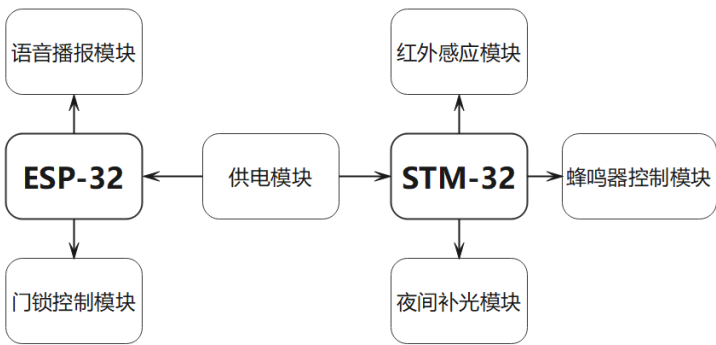 语音播报模块
红外感应模块
ESP-32
供电模块
STM-32
蜂鸣器控制模块
门锁控制模块
夜间补光模块